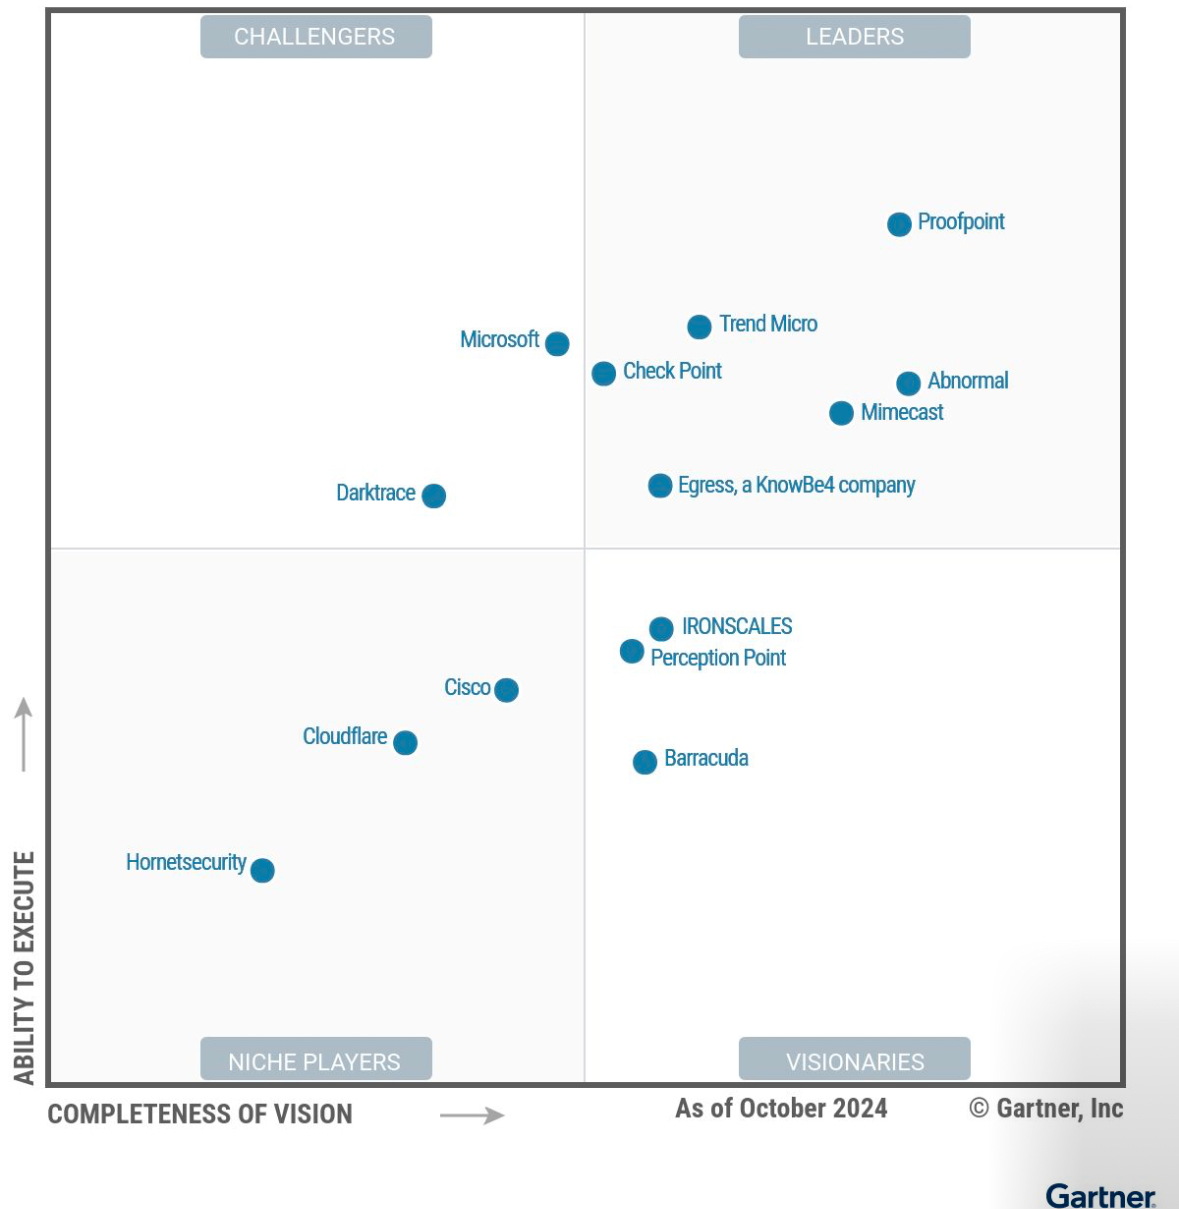 CHALLENGERS
LEADERS
Proofpoint
Trend Micro
Microsoft
Check Point
Abnormal
Mimecast
Egress, a KnowBe4 company
Darktrace
IRONSCALES
Perception Point
Cisco
Cloudflare
Barracuda
Hornetsecurity
ABILITY TO EXECUTE
NICHE PLAYERS
VISIONARIES
COMPLETENESS OF VISION
As of October 2024
© Gartner, Inc
Gartner